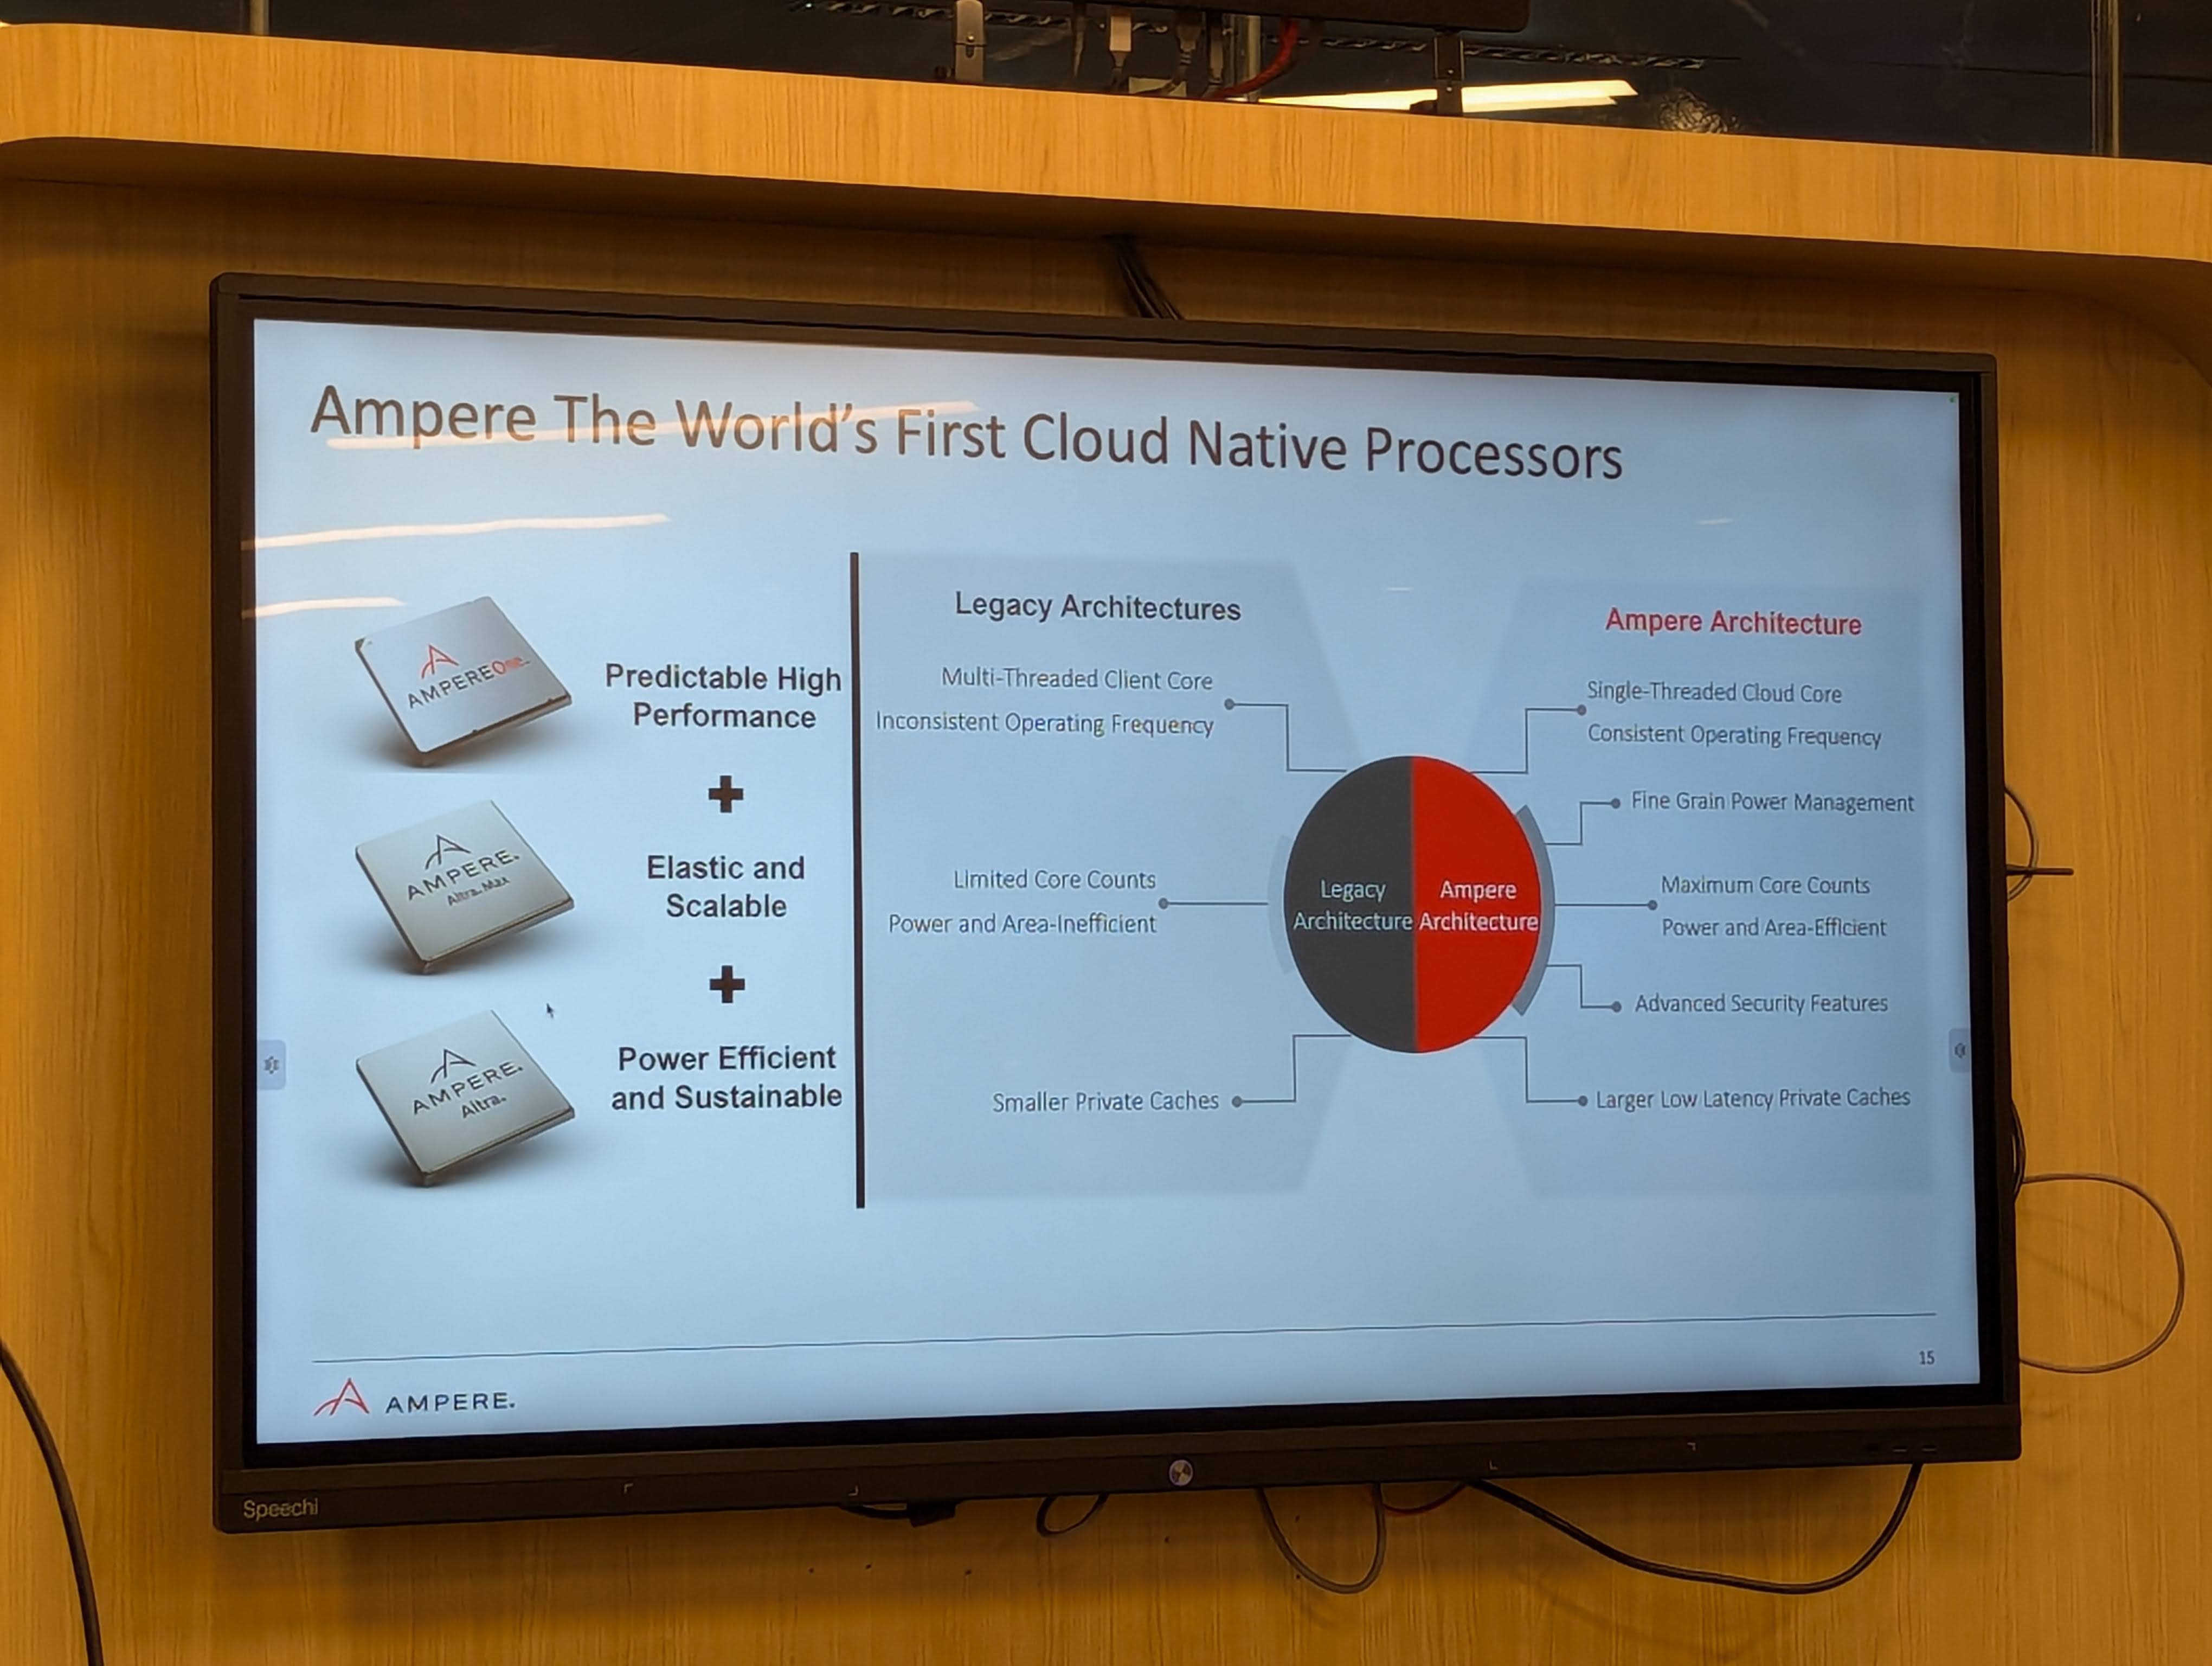 Ampere The World's First Cloud Native Processors
AMPEREOne.
AMPERE.
Altra.Max
AMPERE.
Altra.
Predictable High
Performance
+
Elastic and
Scalable
+
Power Efficient
and Sustainable
Legacy Architectures
Multi-Threaded Client Core
Inconsistent Operating Frequency
Limited Core Counts
Power and Area-Inefficient
Smaller Private Caches
Legacy
Architecture
Ampere
Architecture
Ampere Architecture
Single-Threaded Cloud Core
Consistent Operating Frequency
Fine Grain Power Management
Maximum Core Counts
Power and Area-Efficient
Advanced Security Features
Larger Low Latency Private Caches
15
AMPERE.
Speechi